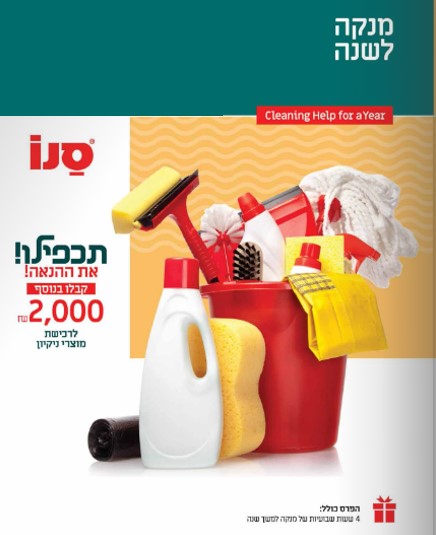 מנקה
לשנה
Cleaning Help for a Year
סנו
תכפילו!
את ההנאה!
קבלו בנוסף
2,000 ש"ח
לרכישת
מוצרי ניקיון
הפרס כולל:
4 שעות שבועיות של מנקה למשך שנה